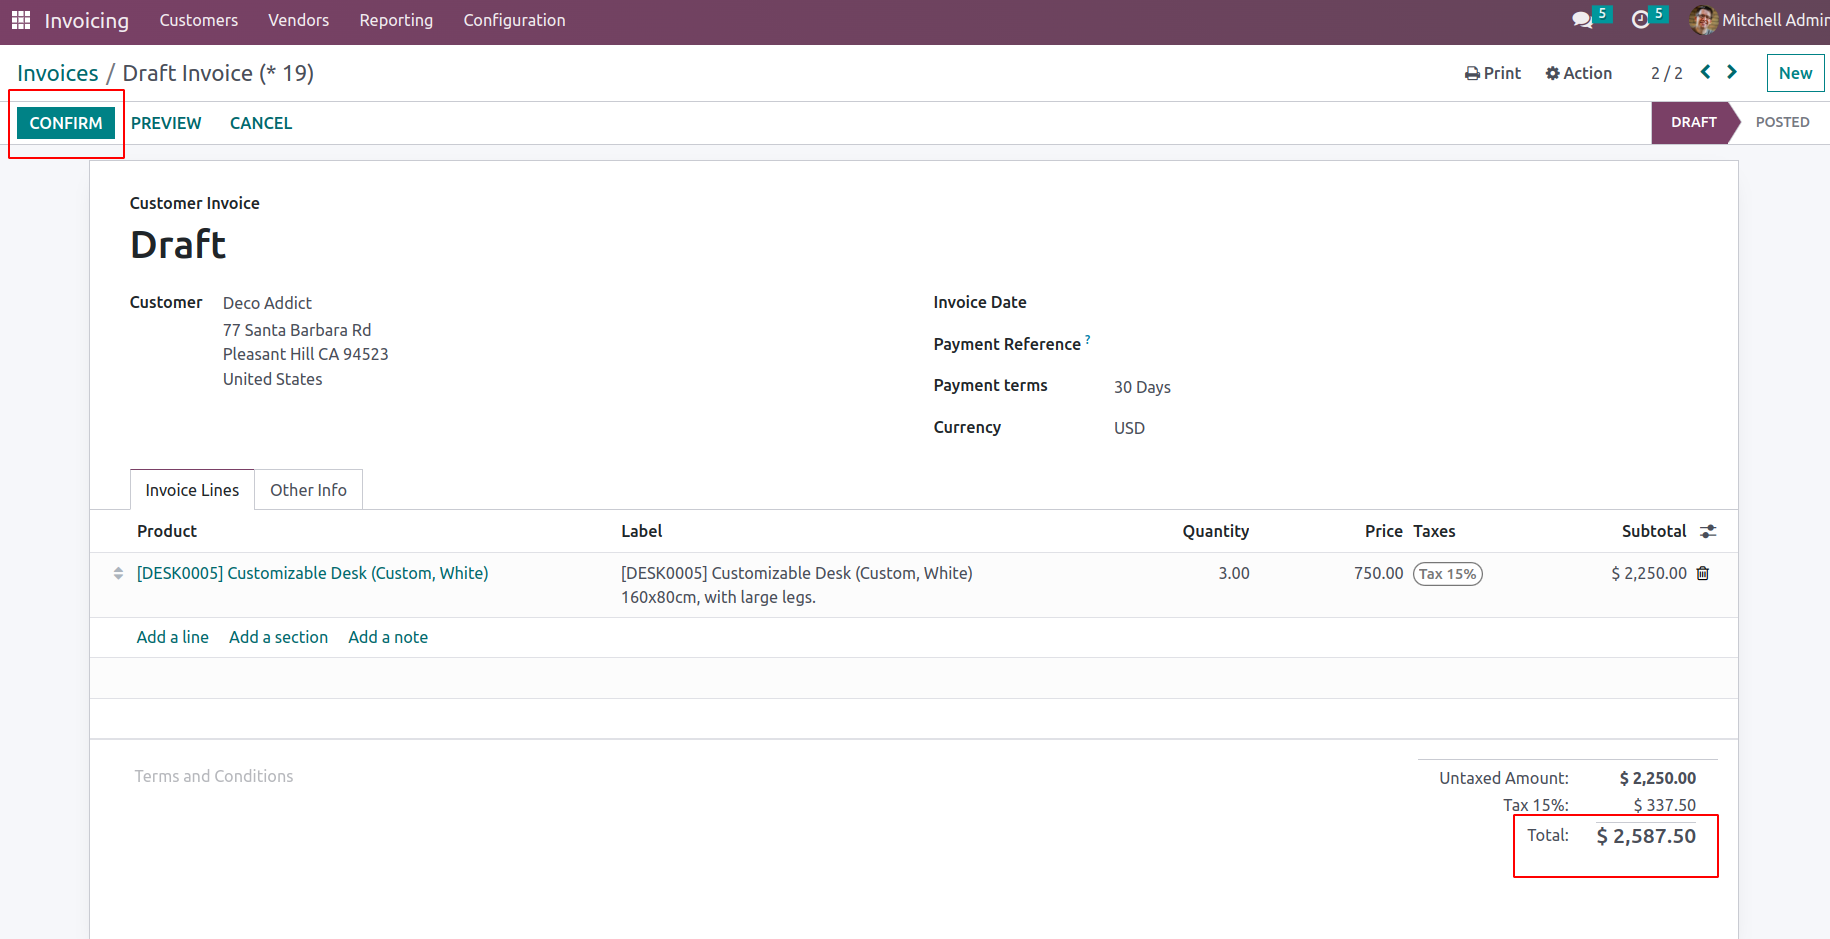 Invoicing Customers Vendors Reporting Configuration 5 5 Mitchell Admin
Invoices / Draft Invoice (* 19) Print Action 2 / 2 New
CONFIRM PREVIEW CANCEL DRAFT POSTED
Customer Invoice
Draft
Customer Deco Addict
77 Santa Barbara Rd
Pleasant Hill CA 94523
United States
Invoice Date
Payment Reference ?
Payment terms 30 Days
Currency USD
Invoice Lines Other Info
Product Label Quantity Price Taxes Subtotal
[DESK0005] Customizable Desk (Custom, White) [DESK0005] Customizable Desk (Custom, White) 3.00 750.00 Tax 15% $ 2,250.00
160x80cm, with large legs.
Add a line Add a section Add a note
Terms and Conditions
Untaxed Amount: $ 2,250.00
Tax 15%: $ 337.50
Total: $ 2,587.50